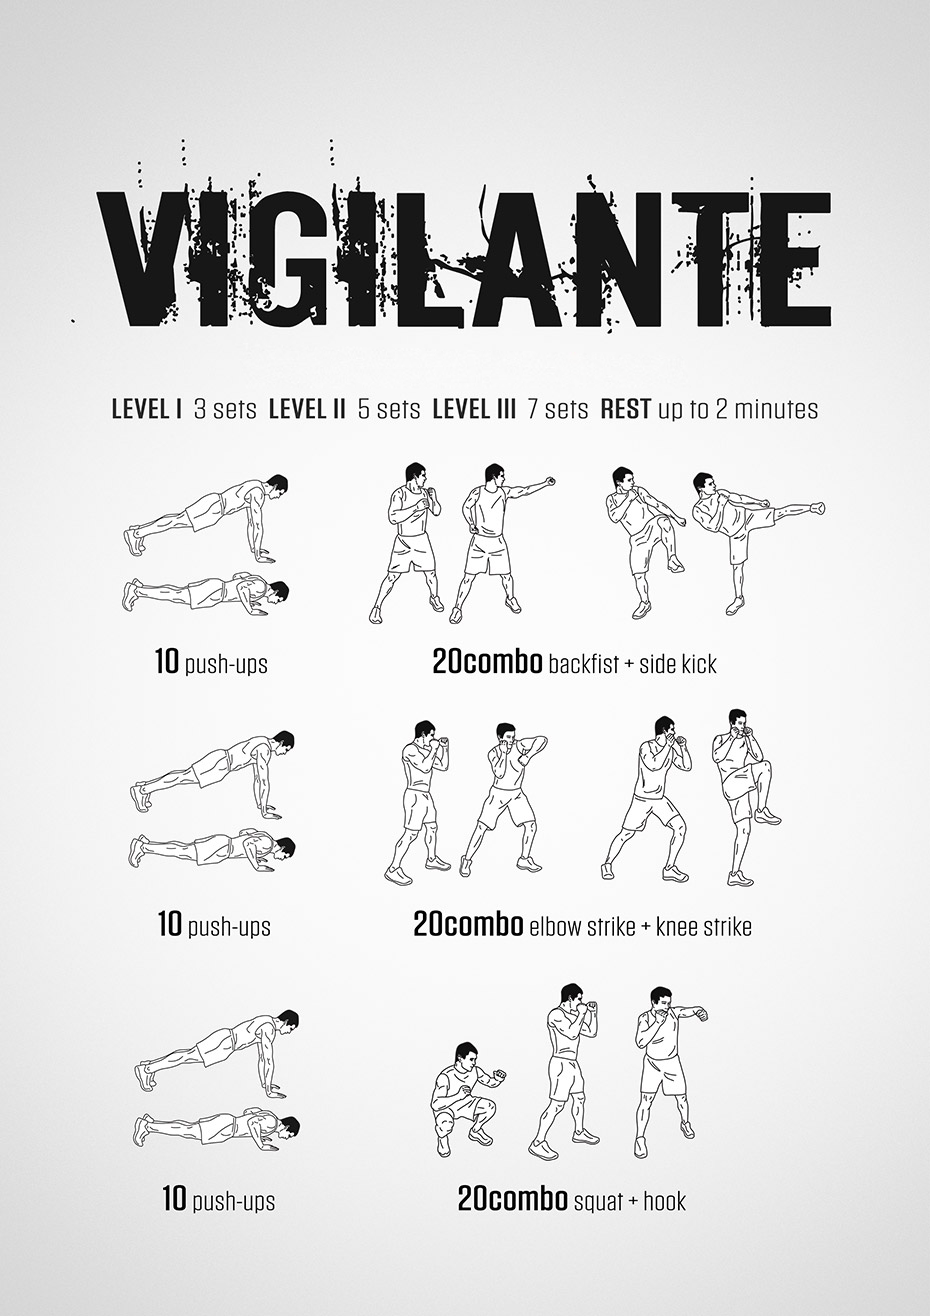 VIGILANTE
LEVEL I 3 sets LEVEL II 5 sets LEVEL III 7 sets REST up to 2 minutes
10 push-ups
20combo backfist + side kick
10 push-ups
20combo elbow strike + knee strike
10 push-ups
20combo squat + hook